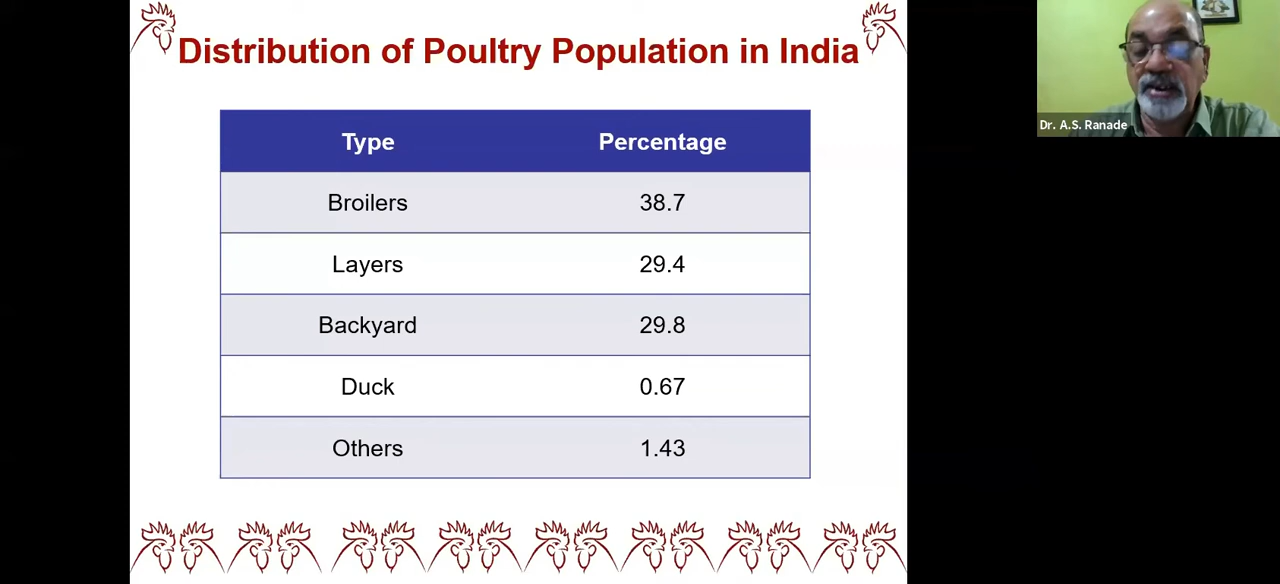 Distribution of Poultry Population in India
Type Percentage
Broilers 38.7
Layers 29.4
Backyard 29.8
Duck 0.67
Others 1.43
Dr. A.S. Ranade